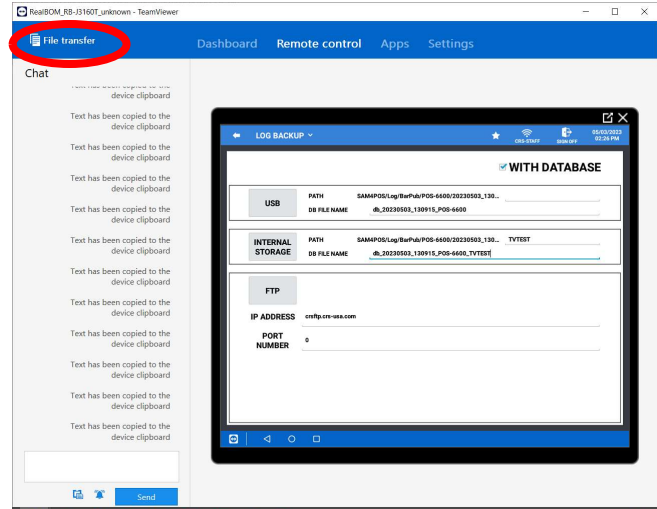 RealBOM_RB-J3160T_unknown - TeamViewer
File transfer
Dashboard Remote control Apps Settings
Chat
device clipboard
Text has been copied to the
device clipboard
Text has been copied to the
device clipboard
Text has been copied to the
device clipboard
Text has been copied to the
device clipboard
Text has been copied to the
device clipboard
Text has been copied to the
device clipboard
Text has been copied to the
device clipboard
Text has been copied to the
device clipboard
Text has been copied to the
device clipboard
Text has been copied to the
device clipboard
Text has been copied to the
device clipboard
Send
LOG BACKUP
CRS-STAFF
SIGN OFF
05/03/2023
02:26 PM
WITH DATABASE
USB
PATH SAM4POS/Log/BarPub/POS-6600/20230503_130...
DB FILE NAME db_20230503_130915_POS-6600
INTERNAL
STORAGE
PATH SAM4POS/Log/BarPub/POS-6600/20230503_130... TVTEST
DB FILE NAME db_20230503_130915_POS-6600_TVTEST
FTP
IP ADDRESS crsftp.crs-usa.com
PORT
NUMBER
0